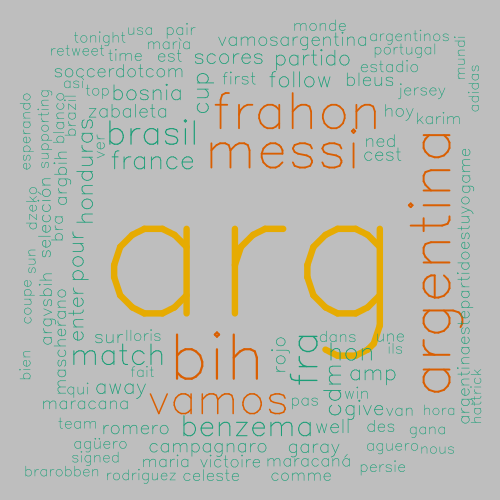 monde
tonight usa pair
vamosargentina argentinos
retweet time maria est scores partido portugal mundi
soccerdotcom cup first follow bleus estadio
asi top bosnia jersey adidas
zabaleta frahon hoy karim
esperando supporting blanco brazil ver brasil messi ned
argbih honduras france cest
dzeko selección bra argentina
arg
coupe sun argvsbih enter pour argentinaestepartidoestuyogame
mascherano
sur lloris dans une
bien match bih rojo fra non ils
fait
qui away cdm amp
win
maracana vamos pas give van hora hattrick
team romero benzema well des gana
agüero campagnaro garay aguero nous
signed maria victoire maracaná persie
brarobben rodriguez celeste comme